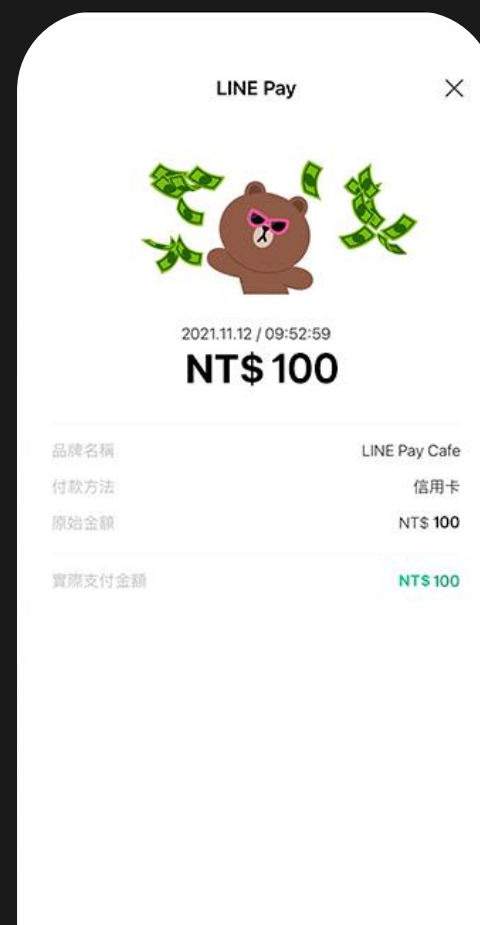 LINE Pay
2021.11.12 / 09:52:59
NT$ 100
品牌名稱 LINE Pay Cafe
付款方法 信用卡
原始金額 NT$ 100
實際支付金額 NT$ 100